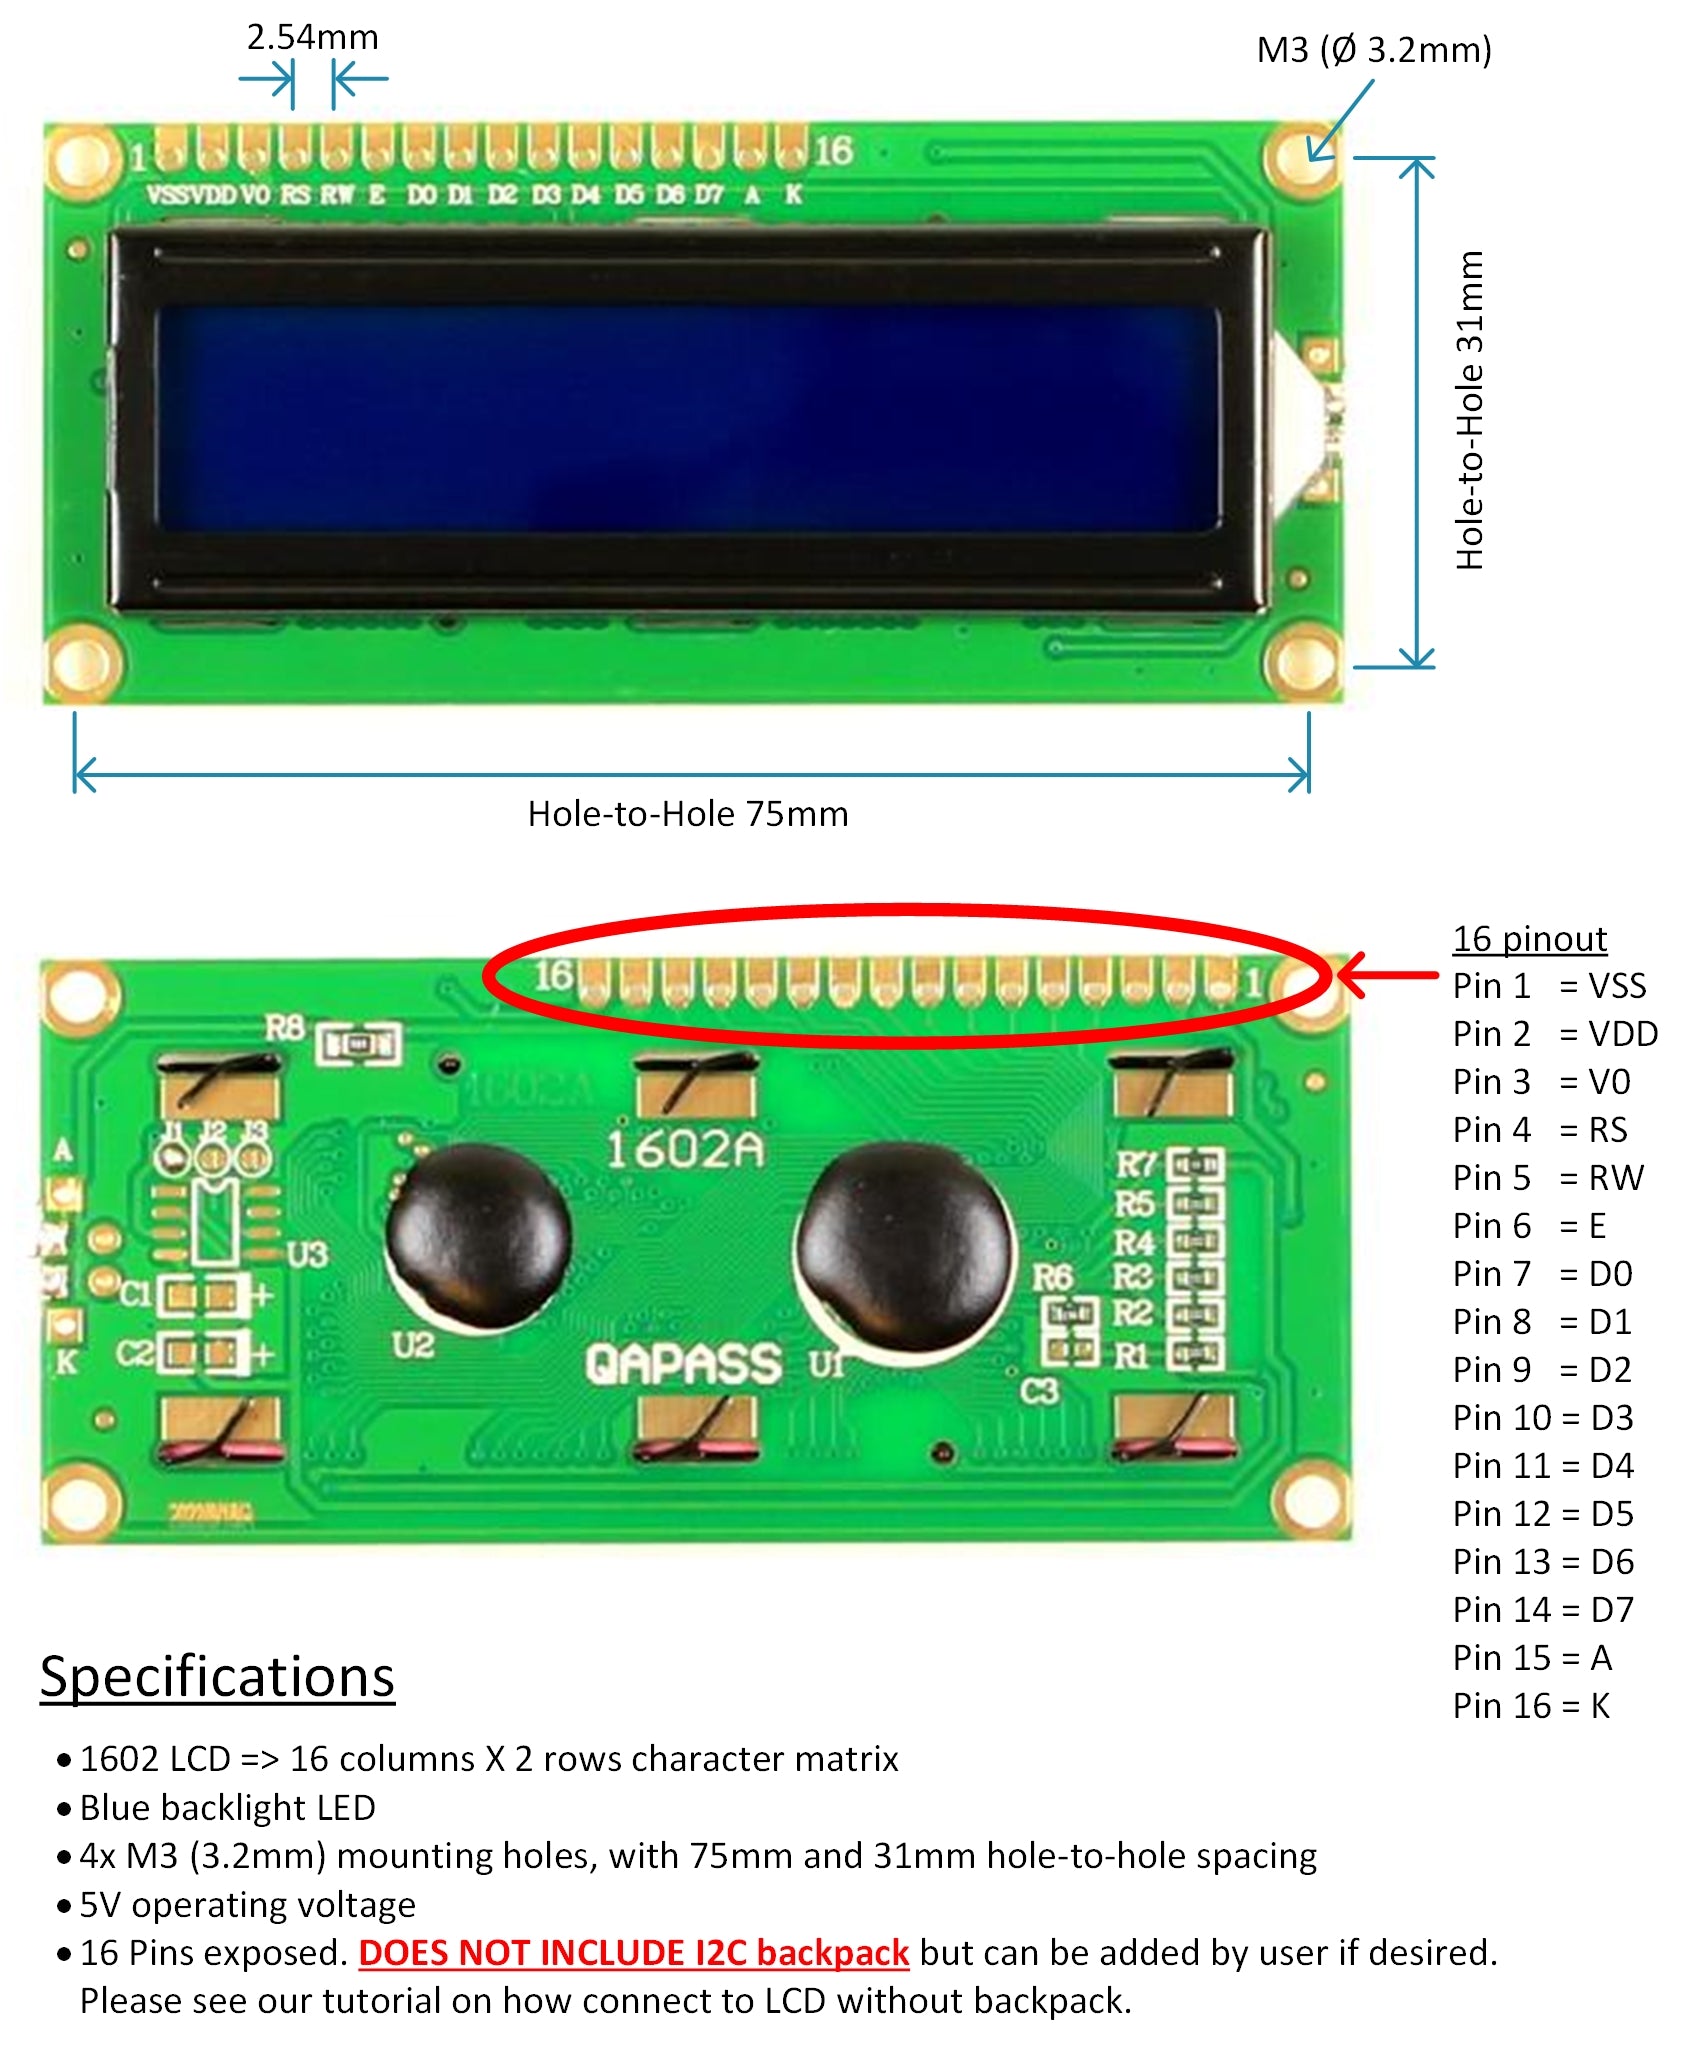 2.54mm
M3 (Ø 3.2mm)
1
16
VSS VDD V0 RS RW E D0 D1 D2 D3 D4 D5 D6 D7 A K
Hole-to-Hole 31mm
Hole-to-Hole 75mm
16 pinout
Pin 1 = VSS
Pin 2 = VDD
Pin 3 = V0
Pin 4 = RS
Pin 5 = RW
Pin 6 = E
Pin 7 = D0
Pin 8 = D1
Pin 9 = D2
Pin 10 = D3
Pin 11 = D4
Pin 12 = D5
Pin 13 = D6
Pin 14 = D7
Pin 15 = A
Pin 16 = K
16
1
R8
1602A
J1 J2 J3
A
1602A
R7
R5
R4
R3
R2
R1
R6
U3
C1 +
C2 +
K
U2
QAPASS
U1
C3
Specifications
• 1602 LCD => 16 columns X 2 rows character matrix
• Blue backlight LED
• 4x M3 (3.2mm) mounting holes, with 75mm and 31mm hole-to-hole spacing
• 5V operating voltage
• 16 Pins exposed. DOES NOT INCLUDE I2C backpack but can be added by user if desired.
Please see our tutorial on how connect to LCD without backpack.